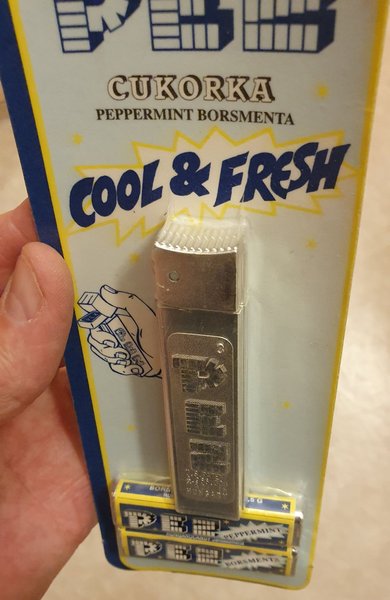 PEZ
CUKORKA
PEPPERMINT BORSMENTA
COOL & FRESH
PEZ
PEZ PEPPERMINT
PEZ BORSMENTA